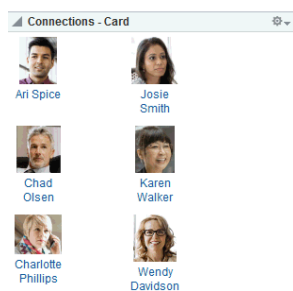 Connections - Card
Ari Spice
Josie
Smith
Chad
Olsen
Karen
Walker
Charlotte
Phillips
Wendy
Davidson